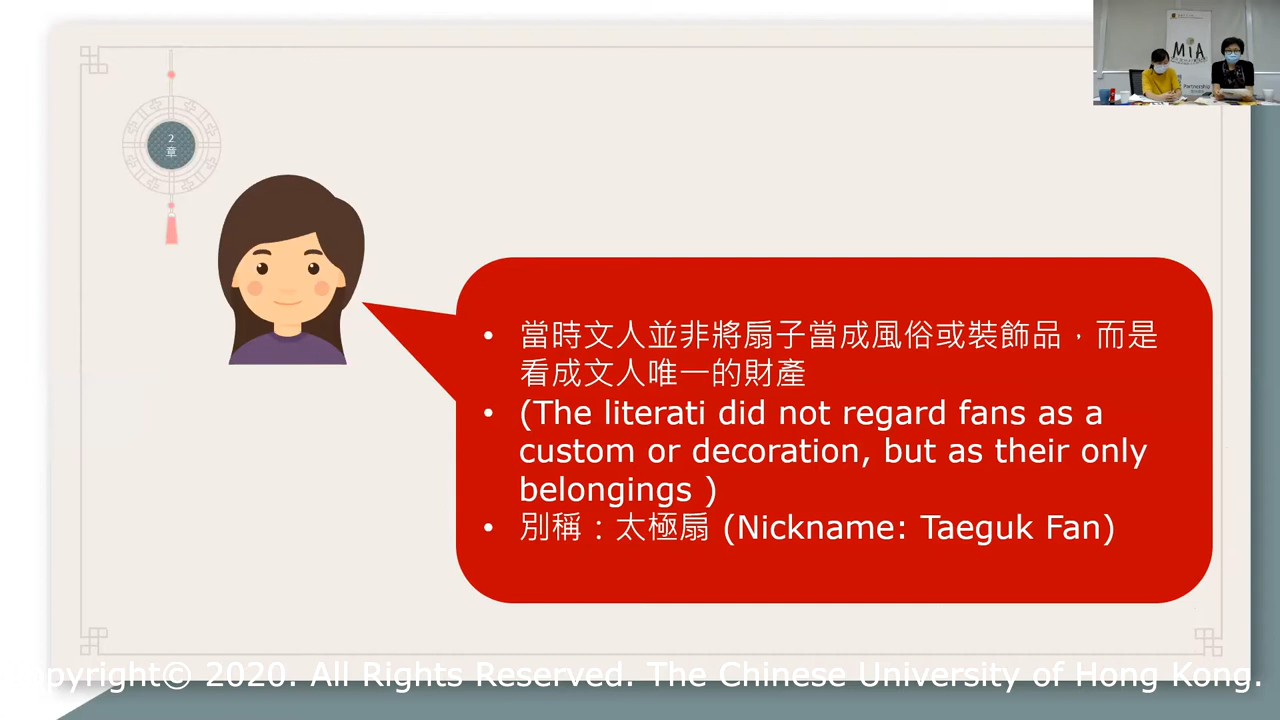 2
章
MiA
Partnership
• 當時文人並非將扇子當成風俗或裝飾品，而是
看成文人唯一的財產
• (The literati did not regard fans as a
custom or decoration, but as their only
belongings )
• 別稱：太極扇 (Nickname: Taeguk Fan)
opyright© 2020. All Rights Reserved. The Chinese University of Hong Kong.